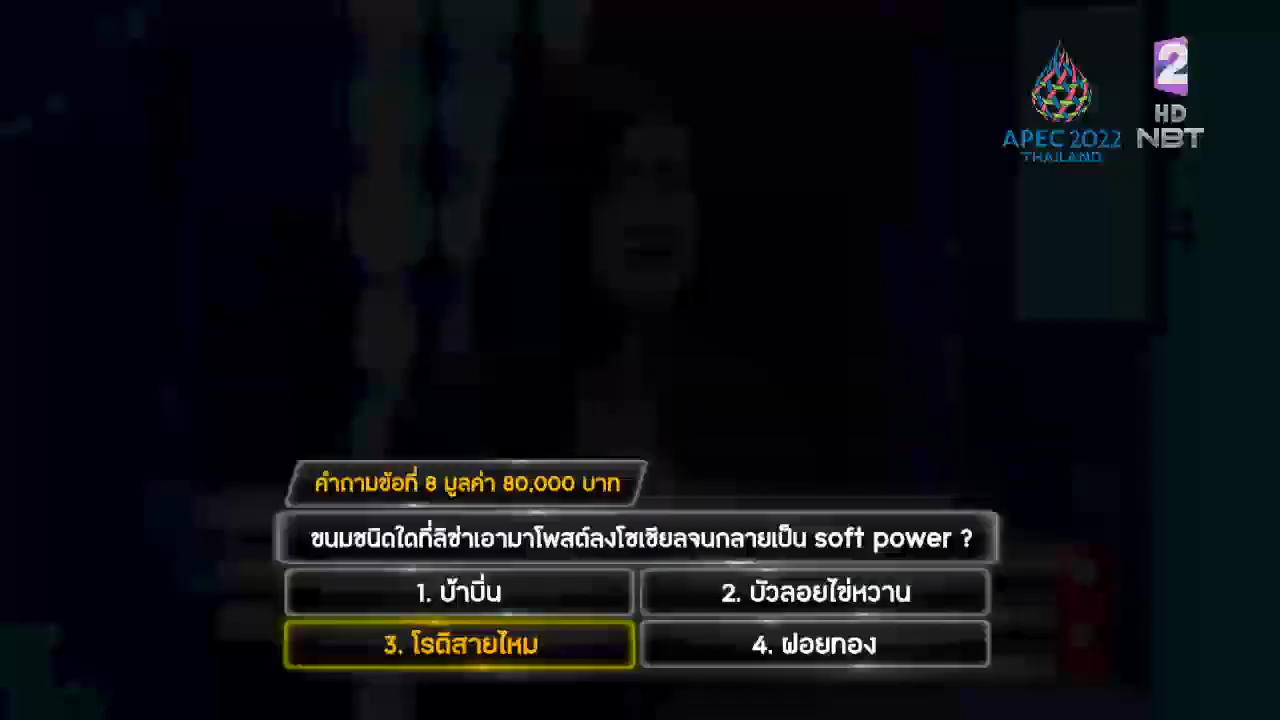 2
HD
NBT
APEC 2022
THAILAND
คำถามข้อที่ 8 มูลค่า 80,000 บาท
ขนมชนิดใดที่ลิซ่าเอามาโพสต์ลงโซเชียลจนกลายเป็น soft power ?
1. บ้าบิ่น
2. บัวลอยไข่หวาน
3. โรตีสายไหม
4. ฝอยทอง